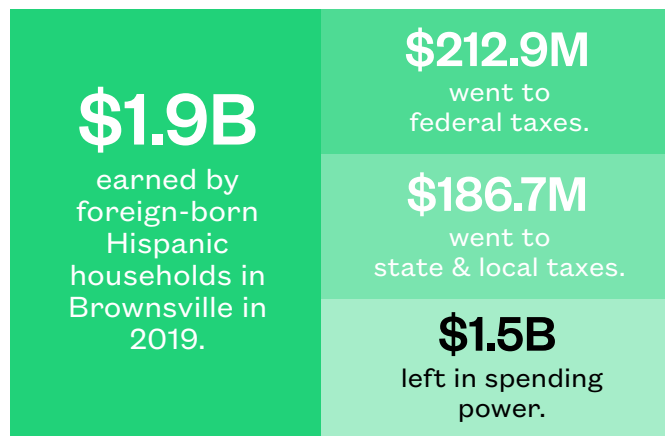 $1.9B
earned by
foreign-born
Hispanic
households in
Brownsville in
2019.
$212.9M
went to
federal taxes.
$186.7M
went to
state & local taxes.
$1.5B
left in spending
power.